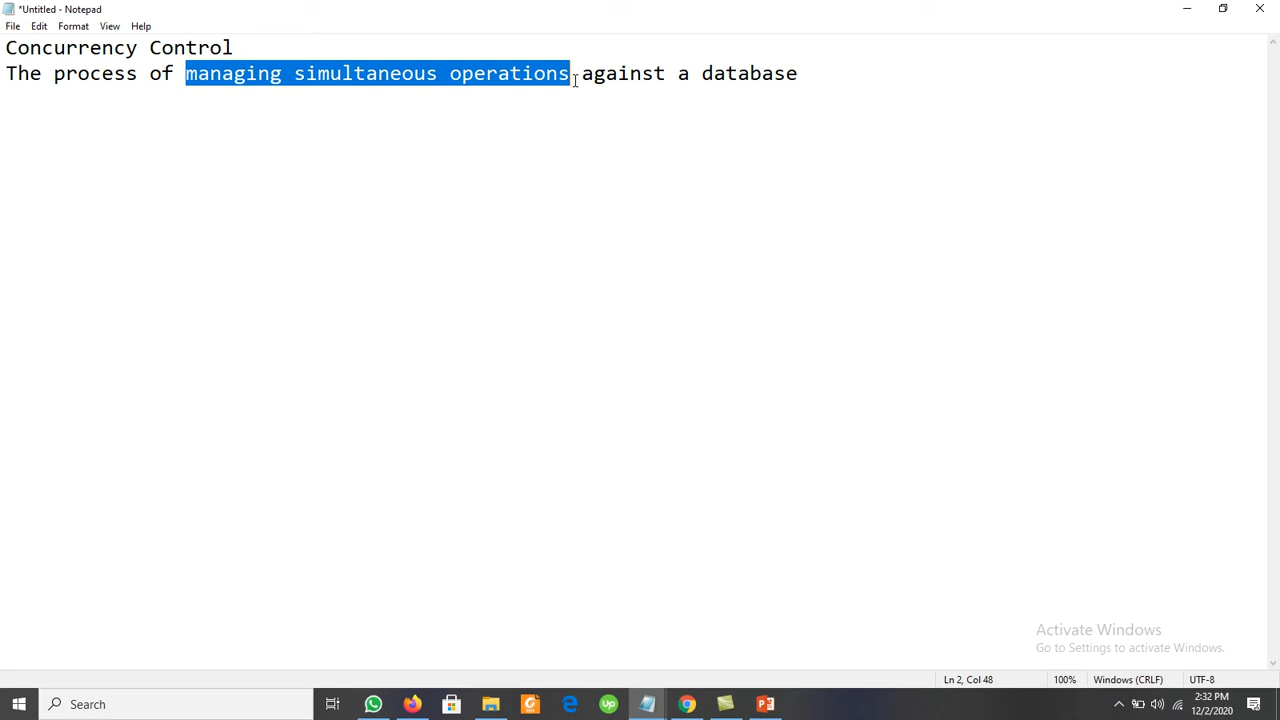 *Untitled - Notepad
File Edit Format View Help
Concurrency Control
The process of managing simultaneous operations against a database
Activate Windows
Go to Settings to activate Windows.
Ln 2, Col 48 100% Windows (CRLF) UTF-8
Search
2:32 PM
12/2/2020